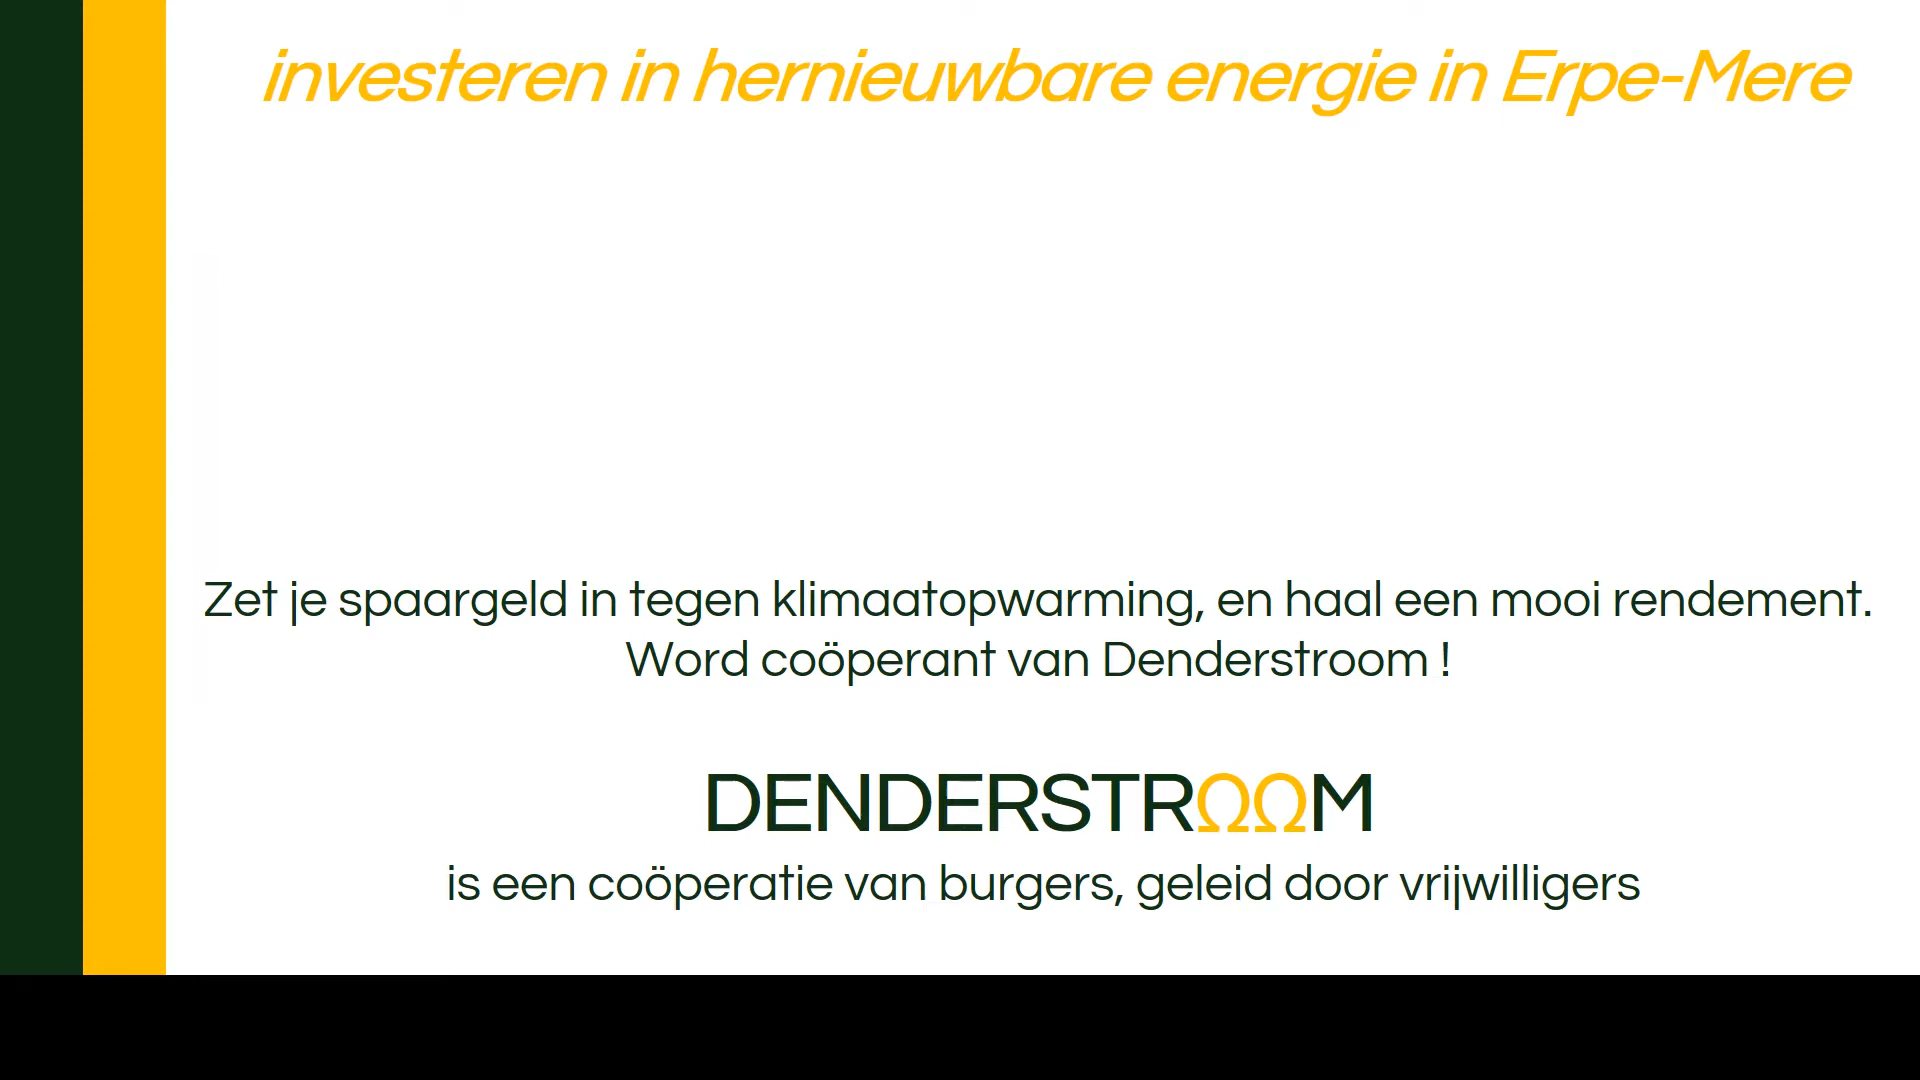 investeren in hernieuwbare energie in Erpe-Mere
Zet je spaargeld in tegen klimaatopwarming, en haal een mooi rendement.
Word coöperant van Denderstroom !
DENDERSTRΩΩM
is een coöperatie van burgers, geleid door vrijwilligers